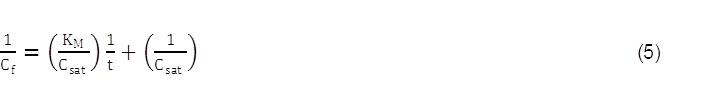 1/C_f = (K_M/C_sat) 1/t + (1/C_sat) (5)